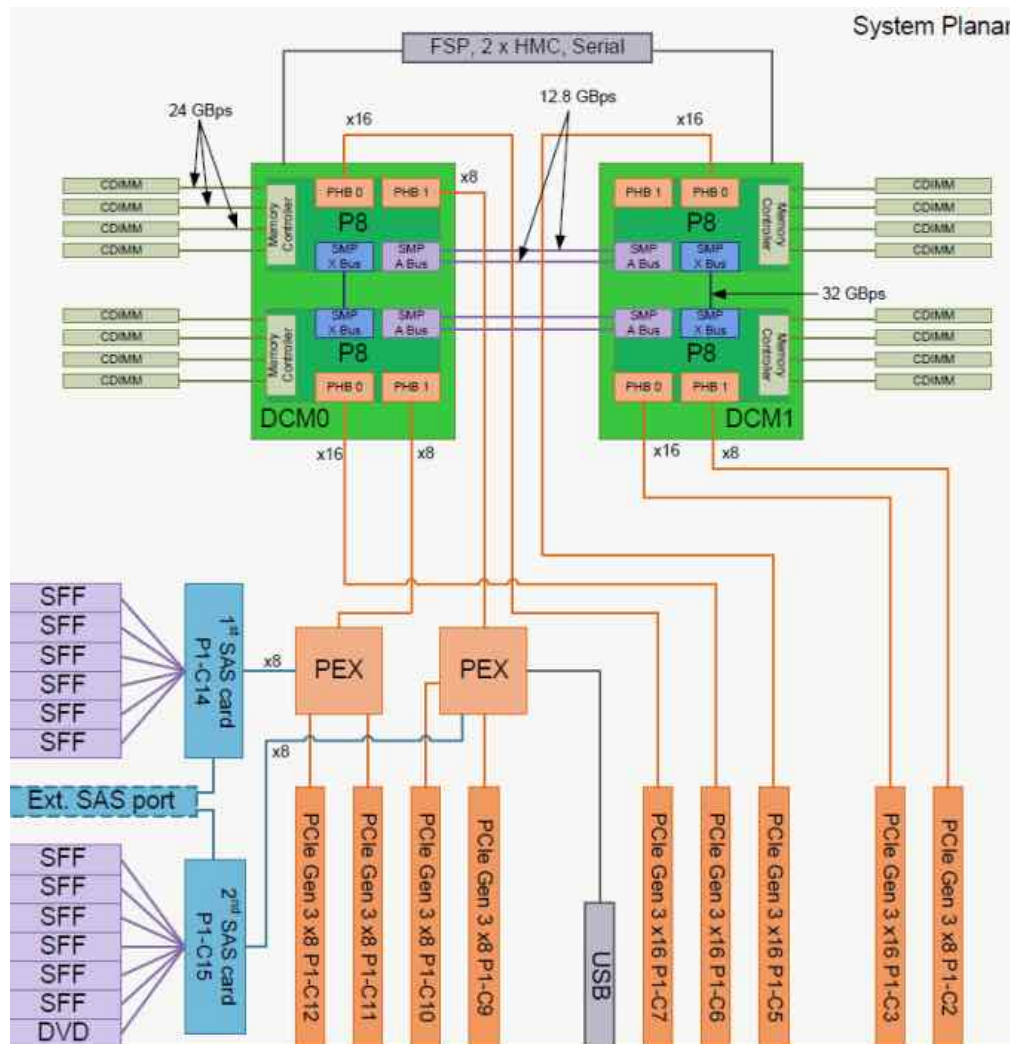 System Planar
FSP, 2 x HMC, Serial
24 GBps
12.8 GBps
x16
x16
x8
CDIMM
CDIMM
CDIMM
CDIMM
Memory
Controller
PHB 0
PHB 1
P8
SMP
X Bus
SMP
A Bus
PHB 1
PHB 0
P8
SMP
A Bus
SMP
X Bus
Memory
Controller
CDIMM
CDIMM
CDIMM
CDIMM
32 GBps
CDIMM
CDIMM
CDIMM
CDIMM
Memory
Controller
SMP
X Bus
SMP
A Bus
P8
PHB 0
PHB 1
DCM0
SMP
A Bus
SMP
X Bus
P8
PHB 0
PHB 1
Memory
Controller
DCM1
CDIMM
CDIMM
CDIMM
CDIMM
x16
x8
x16
x8
SFF
SFF
SFF
SFF
SFF
SFF
1st SAS card
P1-C14
x8
PEX
PEX
x8
Ext. SAS port
SFF
SFF
SFF
SFF
SFF
SFF
DVD
2nd SAS card
P1-C15
PCIe Gen 3 x8 P1-C12
PCIe Gen 3 x8 P1-C11
PCIe Gen 3 x8 P1-C10
PCIe Gen 3 x8 P1-C9
USB
PCIe Gen 3 x16 P1-C7
PCIe Gen 3 x16 P1-C6
PCIe Gen 3 x16 P1-C5
PCIe Gen 3 x16 P1-C3
PCIe Gen 3 x8 P1-C2